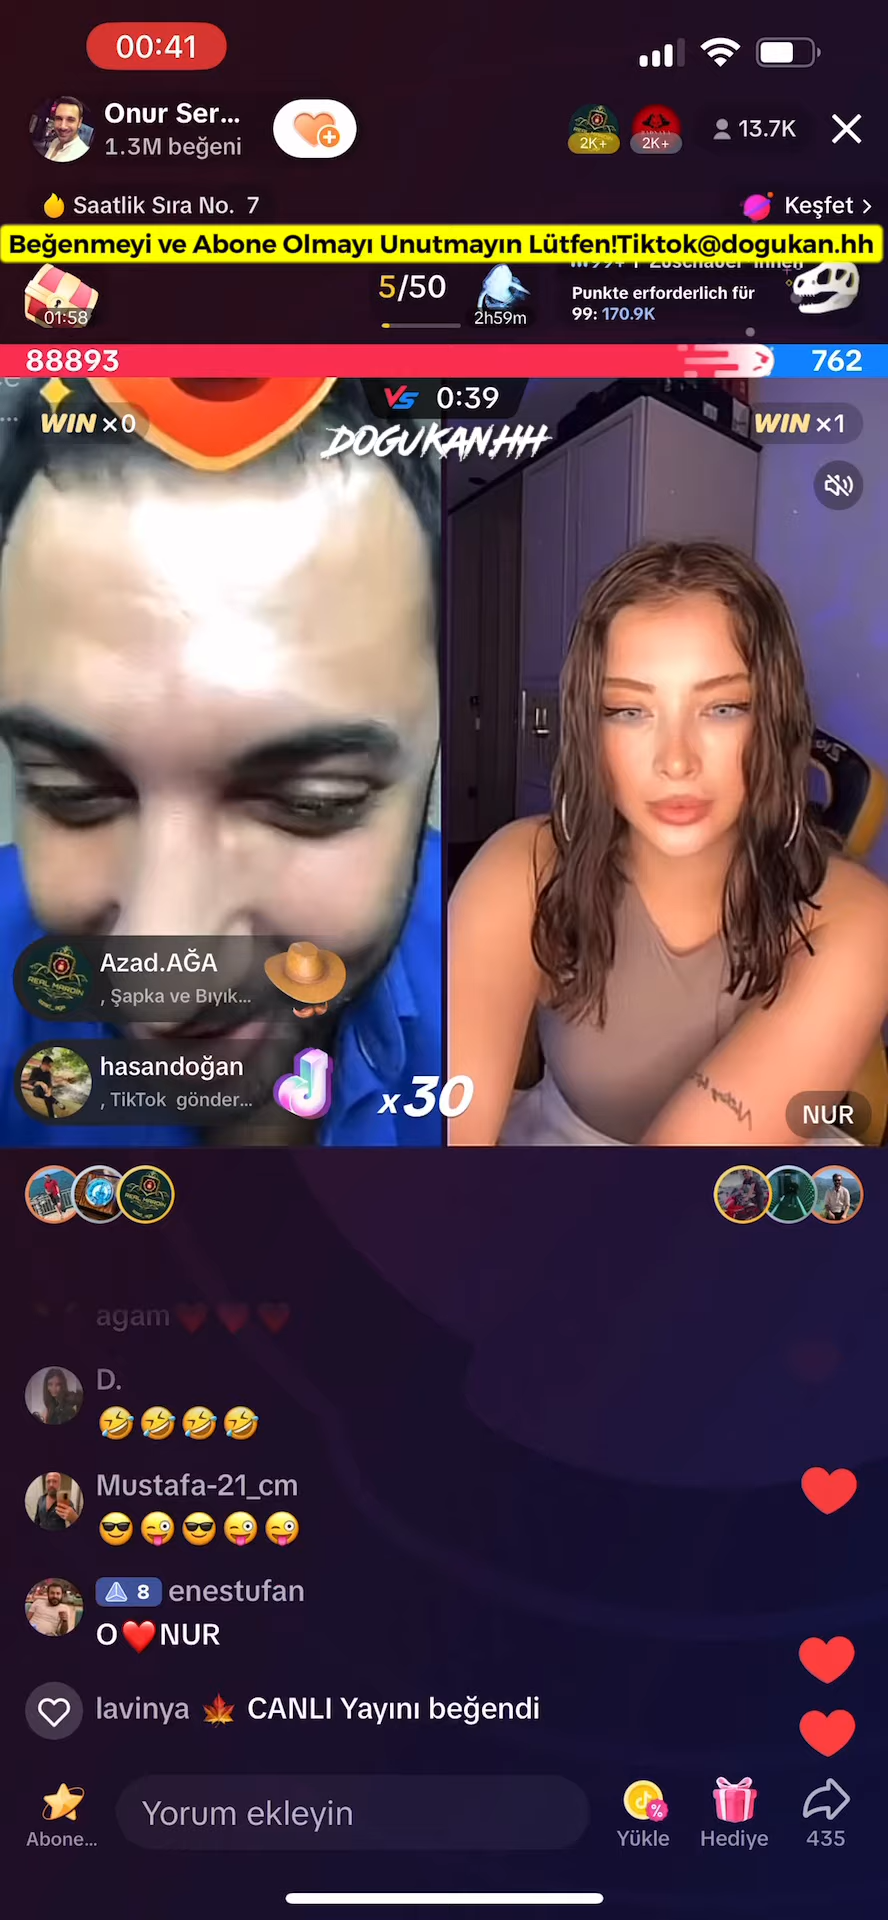 00:41
Onur Ser...
1.3M beğeni
2K+
2K+
13.7K
Saatlik Sıra No. 7
Keşfet >
Beğenmeyi ve Abone Olmayı Unutmayın Lütfen!Tiktok@dogukan.hh
01:58
5/50
2h59m
Punkte erforderlich für
99: 170.9K
88893
762
VS 0:39
WIN x0
WIN x1
DOGUKAN.HH
Azad.AĞA
, Şapka ve Bıyık...
REAL MARDIN
hasandoğan
, TikTok gönder...
x30
NUR
agam
D.
🤣🤣🤣🤣
Mustafa-21_cm
😎😜😎😜😜
8 enestufan
O❤️NUR
lavinya 🍁 CANLI Yayını beğendi
Abone...
Yorum ekleyin
Yükle
Hediye
435